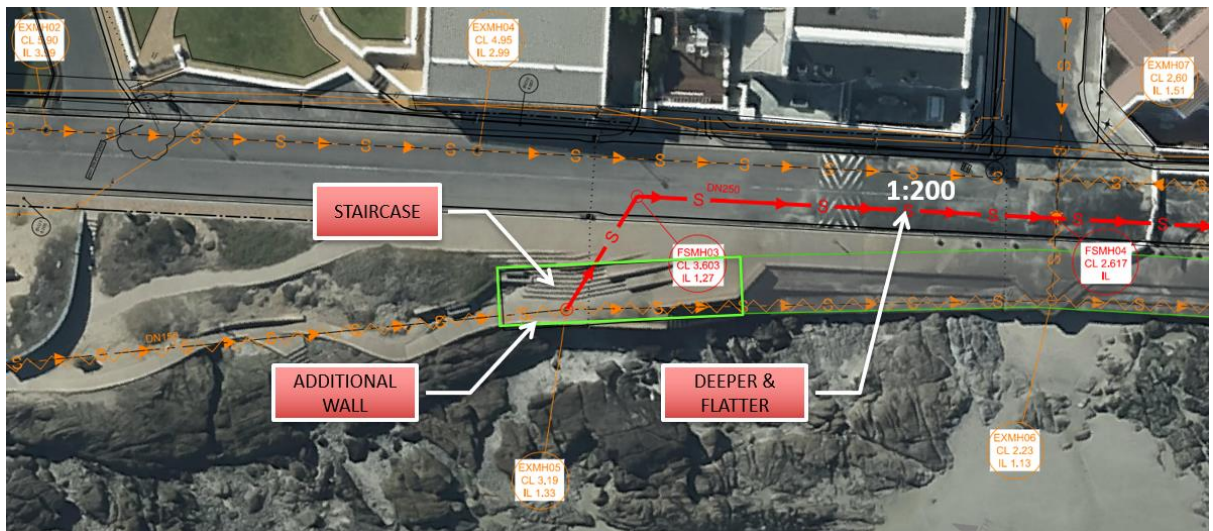 EXMH02
EXMH04
CL 4.95
IL 2.99
EXMH07
CL 2.60
IL 1.51
S
STAIRCASE
DN250
1:200
FSMH03
CL 3.603
IL 1.27
FSMH04
CL 2.617
IL
DN150
ADDITIONAL
WALL
DEEPER &
FLATTER
EXMH05
CL 3.19
IL 1.33
EXMH06
CL 2.23
IL 1.13